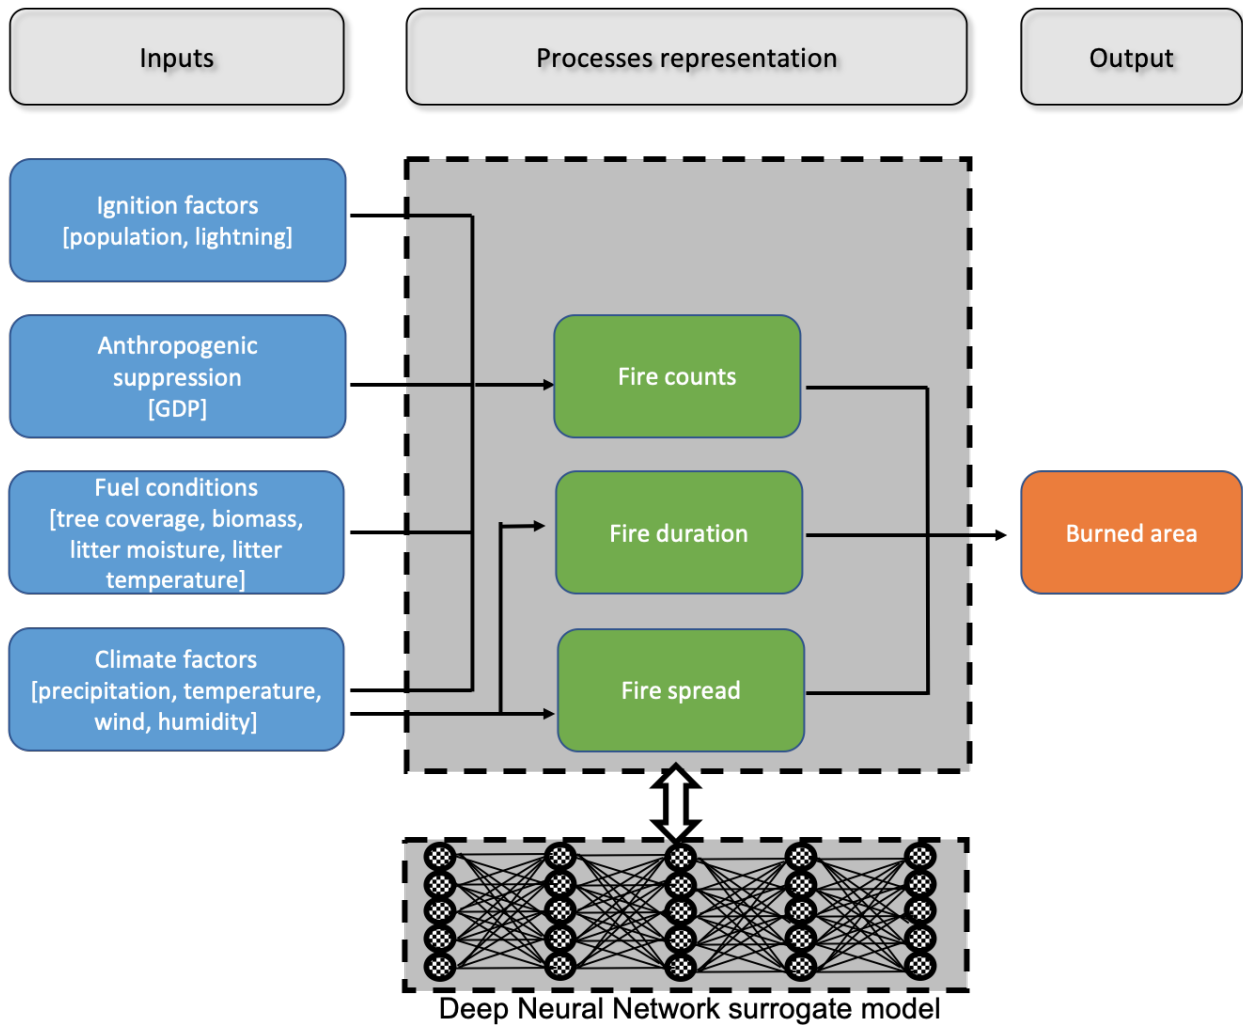 Inputs
Processes representation
Output
Ignition factors
[population, lightning]
Anthropogenic
suppression
[GDP]
Fire counts
Fuel conditions
[tree coverage, biomass,
litter moisture, litter
temperature]
Fire duration
Burned area
Climate factors
[precipitation, temperature,
wind, humidity]
Fire spread
Deep Neural Network surrogate model